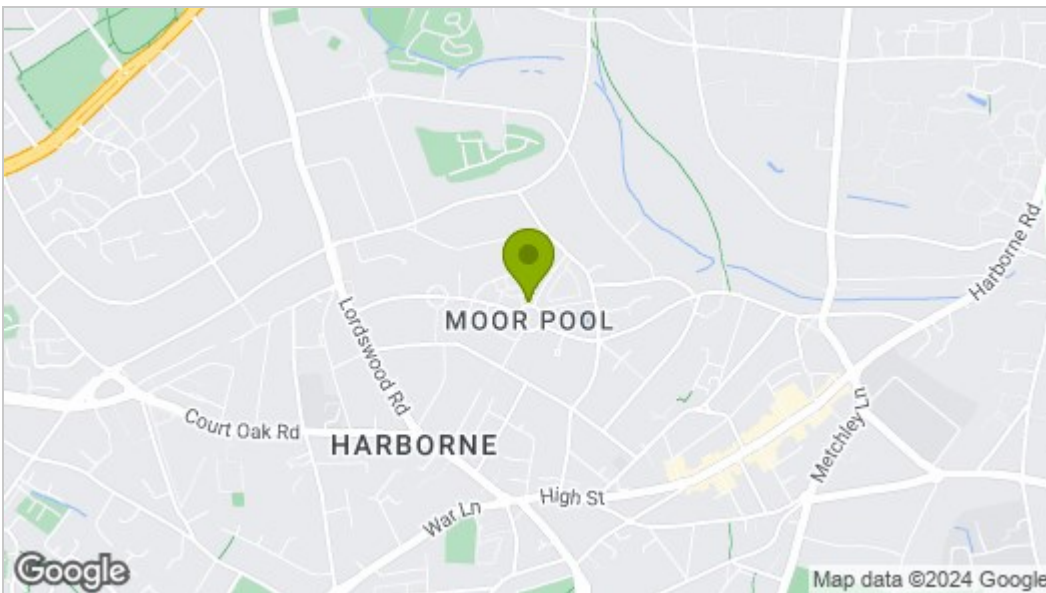 Harborne Rd
MOOR POOL
Lordswood Rd
Metchley Ln
Court Oak Rd
HARBORNE
High St
War Ln
Google
Map data ©2024 Google